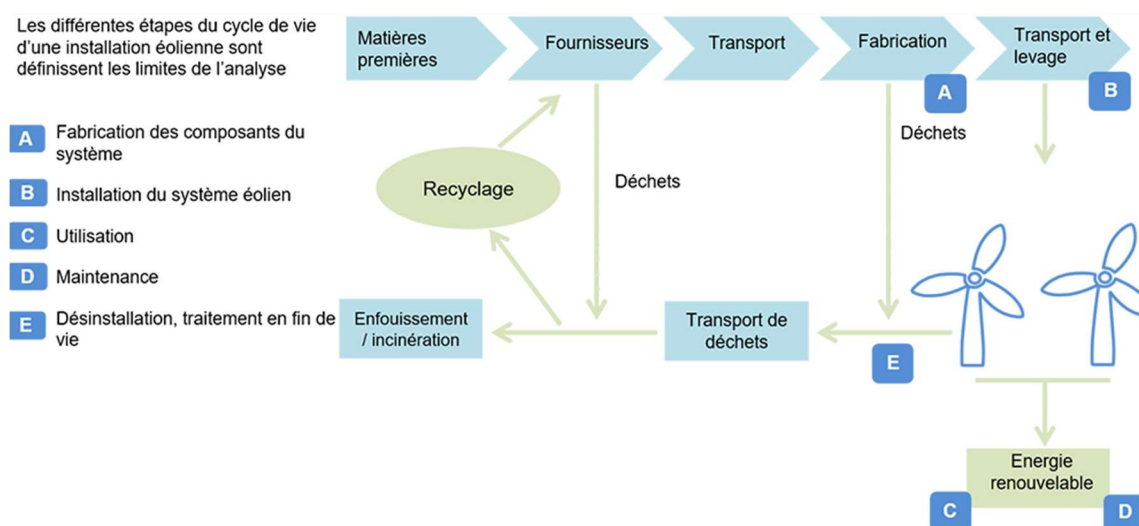 Les différentes étapes du cycle de vie
d'une installation éolienne sont
définissent les limites de l'analyse
A
Fabrication des composants du
système
B
Installation du système éolien
C
Utilisation
D
Maintenance
E
Désinstallation, traitement en fin de
vie
Matières
premières
Fournisseurs
Transport
Fabrication
Transport et
levage
A
B
Déchets
Recyclage
Déchets
Enfouissement
/ incinération
Transport de
déchets
E
Energie
renouvelable
C
D